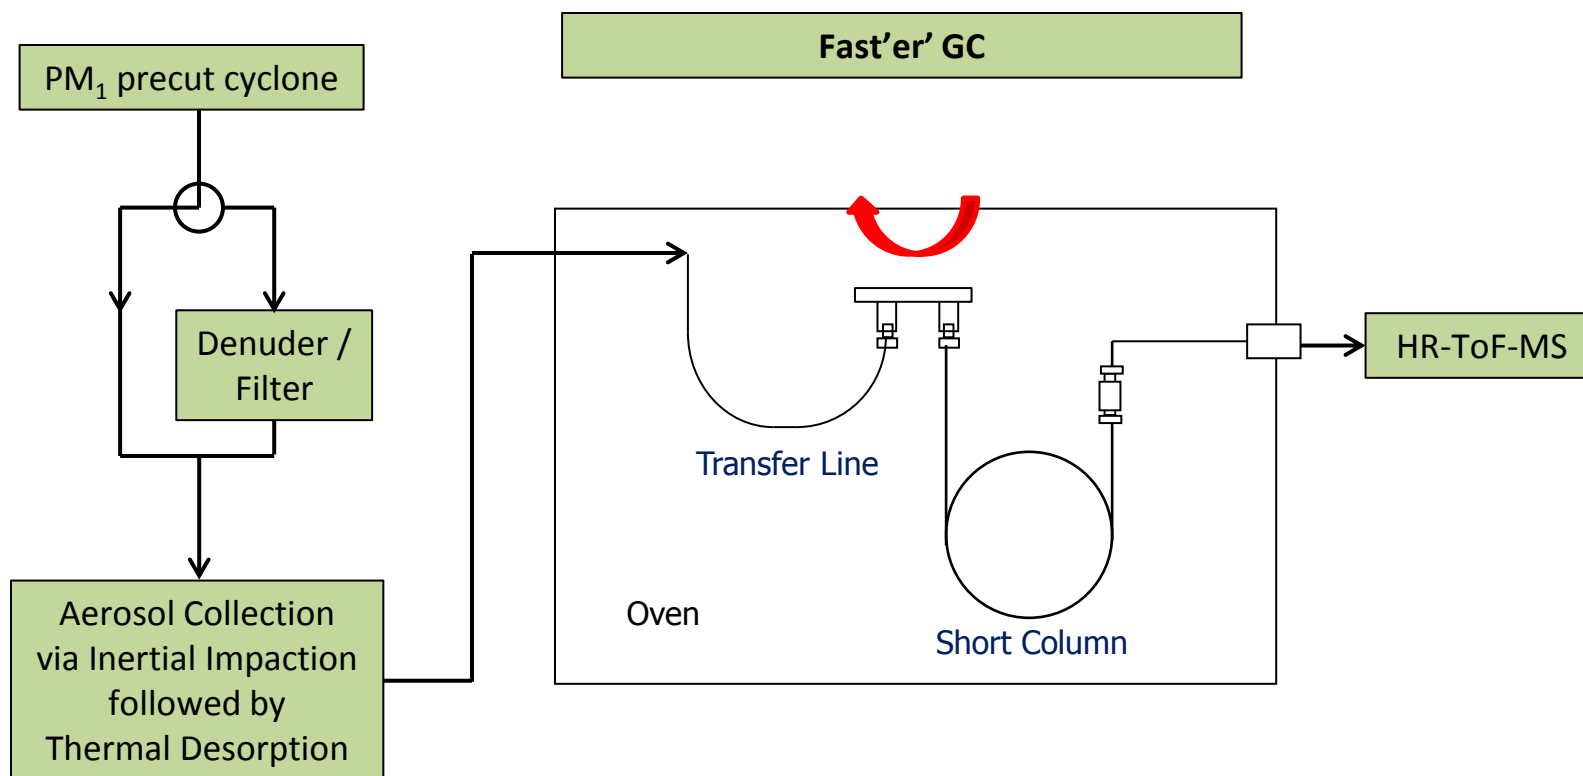 Fast’er’ GC
PM₁ precut cyclone
Denuder /
Filter
Aerosol Collection
via Inertial Impaction
followed by
Thermal Desorption
Transfer Line
Short Column
Oven
HR-ToF-MS